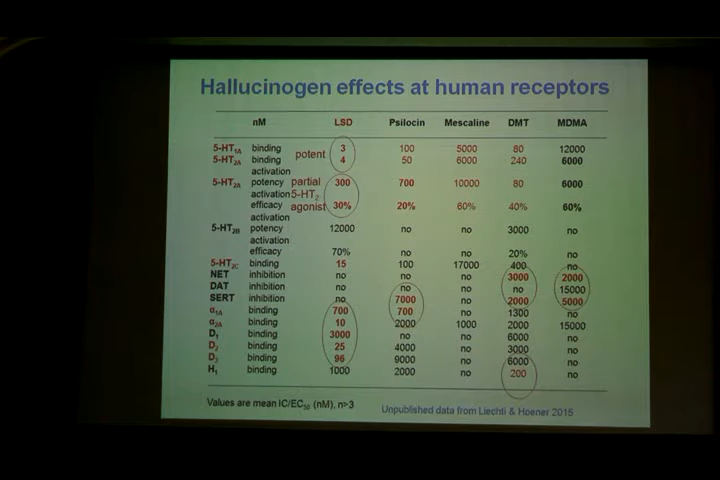 Hallucinogen effects at human receptors
nM LSD Psilocin Mescaline DMT MDMA
5-HT1A binding 3 100 5000 80 12000
5-HT2A binding potent 4 50 6000 240 6000
activation
5-HT2A potency partial 300 700 10000 80 6000
activation 5-HT2
efficacy agonist 30% 20% 60% 40% 60%
activation
5-HT2B potency 12000 no no 3000 no
activation
efficacy 70% 20% no
5-HT2C binding 15 100 17000 400 no
NET inhibition no no no 3000 2000
DAT inhibition no no no no 15000
SERT inhibition no 7000 no 2000 5000
α1A binding 700 700 no 1300 no
α2A binding 10 2000 1000 2000 15000
D1 binding 3000 no no 6000 no
D2 binding 25 4000 no 3000 no
D3 binding 96 9000 no 6000 no
H1 binding 1000 2000 no 200 no
Values are mean IC/EC50 (nM), n>3
Unpublished data from Liechti & Hoener 2015